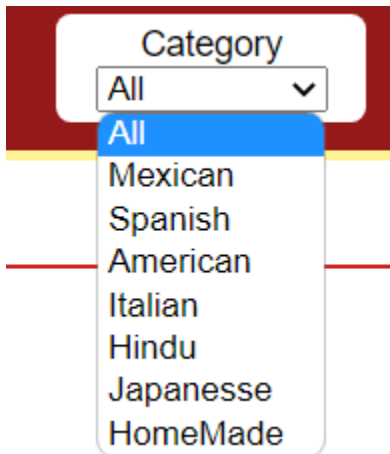 Category
All
All
Mexican
Spanish
American
Italian
Hindu
Japanesse
HomeMade